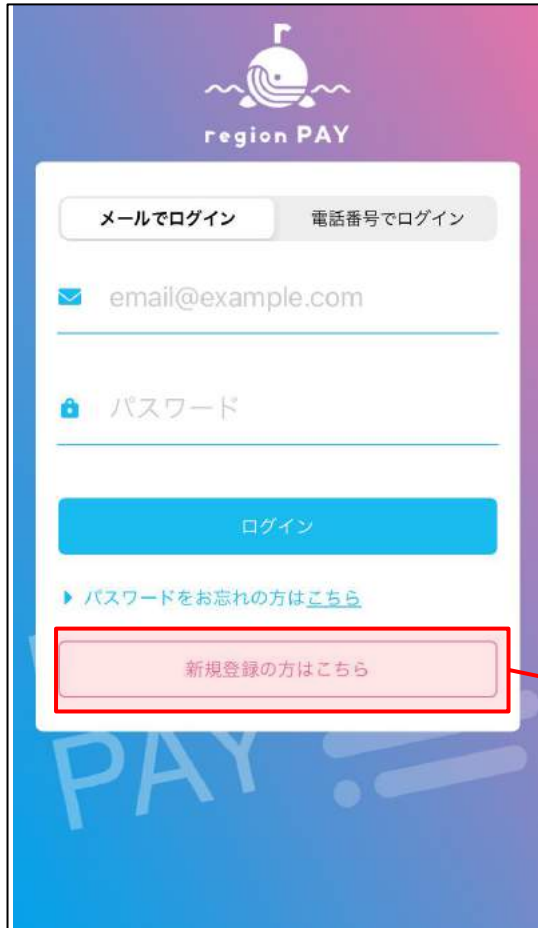 region PAY
メールでログイン 電話番号でログイン
email@example.com
パスワード
ログイン
パスワードをお忘れの方はこちら
新規登録の方はこちら
PAY